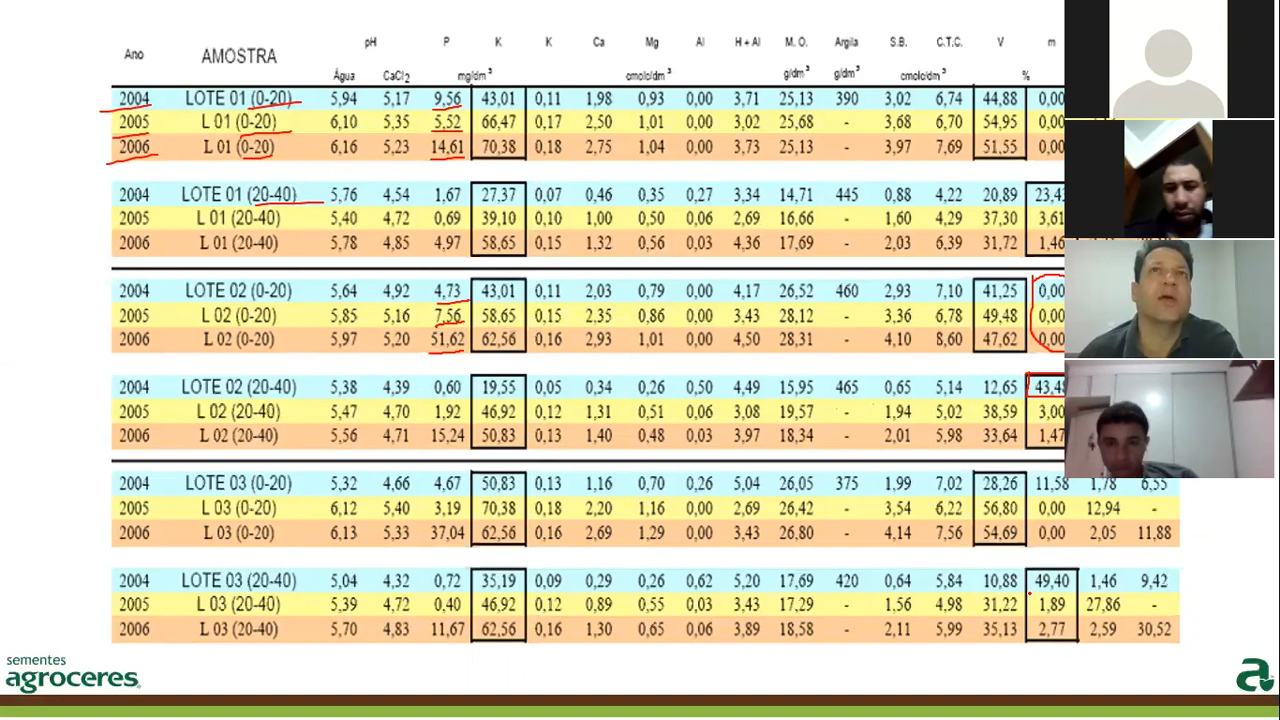 Ano AMOSTRA pH P K K Ca Mg Al H + Al M. O. Argila S.B. C.T.C. V m
Água CaCl2 mg/dm³ cmolc/dm³ g/dm³ g/dm³ cmolc/dm³ %
2004 LOTE 01 (0-20) 5,94 5,17 9,56 43,01 0,11 1,98 0,93 0,00 3,71 25,13 390 3,02 6,74 44,88 0,00
2005 L 01 (0-20) 6,10 5,35 5,52 66,47 0,17 2,50 1,01 0,00 3,02 25,68 - 3,68 6,70 54,95 0,00
2006 L 01 (0-20) 6,16 5,23 14,61 70,38 0,18 2,75 1,04 0,00 3,73 25,13 - 3,97 7,69 51,55 0,00
2004 LOTE 01 (20-40) 5,76 4,54 1,67 27,37 0,07 0,46 0,35 0,27 3,34 14,71 445 0,88 4,22 20,89 23,4
2005 L 01 (20-40) 5,40 4,72 0,69 39,10 0,10 1,00 0,50 0,06 2,69 16,66 - 1,60 4,29 37,30 3,61
2006 L 01 (20-40) 5,78 4,85 4,97 58,65 0,15 1,32 0,56 0,03 4,36 17,69 - 2,03 6,39 31,72 1,46
2004 LOTE 02 (0-20) 5,64 4,92 4,73 43,01 0,11 2,03 0,79 0,00 4,17 26,52 460 2,93 7,10 41,25 0,00
2005 L 02 (0-20) 5,85 5,16 7,56 58,65 0,15 2,35 0,86 0,00 3,43 28,12 - 3,36 6,78 49,48 0,00
2006 L 02 (0-20) 5,97 5,20 51,62 62,56 0,16 2,93 1,01 0,00 4,50 28,31 - 4,10 8,60 47,62 0,00
2004 LOTE 02 (20-40) 5,38 4,39 0,60 19,55 0,05 0,34 0,26 0,50 4,49 15,95 465 0,65 5,14 12,65 43,48
2005 L 02 (20-40) 5,47 4,70 1,92 46,92 0,12 1,31 0,51 0,06 3,08 19,57 - 1,94 5,02 38,59 3,00
2006 L 02 (20-40) 5,56 4,71 15,24 50,83 0,13 1,40 0,48 0,03 3,97 18,34 - 2,01 5,98 33,64 1,47
2004 LOTE 03 (0-20) 5,32 4,66 4,67 50,83 0,13 1,16 0,70 0,26 5,04 26,05 375 1,99 7,02 28,26 11,58 1,78 6,55
2005 L 03 (0-20) 6,12 5,40 3,19 70,38 0,18 2,20 1,16 0,00 2,69 26,42 - 3,54 6,22 56,80 0,00 12,94 -
2006 L 03 (0-20) 6,13 5,33 37,04 62,56 0,16 2,69 1,29 0,00 3,43 26,80 - 4,14 7,56 54,69 0,00 2,05 11,88
2004 LOTE 03 (20-40) 5,04 4,32 0,72 35,19 0,09 0,29 0,26 0,62 5,20 17,69 420 0,64 5,84 10,88 49,40 1,46 9,42
2005 L 03 (20-40) 5,39 4,72 0,40 46,92 0,12 0,89 0,55 0,03 3,43 17,29 - 1,56 4,98 31,22 1,89 27,86 -
2006 L 03 (20-40) 5,70 4,83 11,67 62,56 0,16 1,30 0,65 0,06 3,89 18,58 - 2,11 5,99 35,13 2,77 2,59 30,52
sementes
agroceres